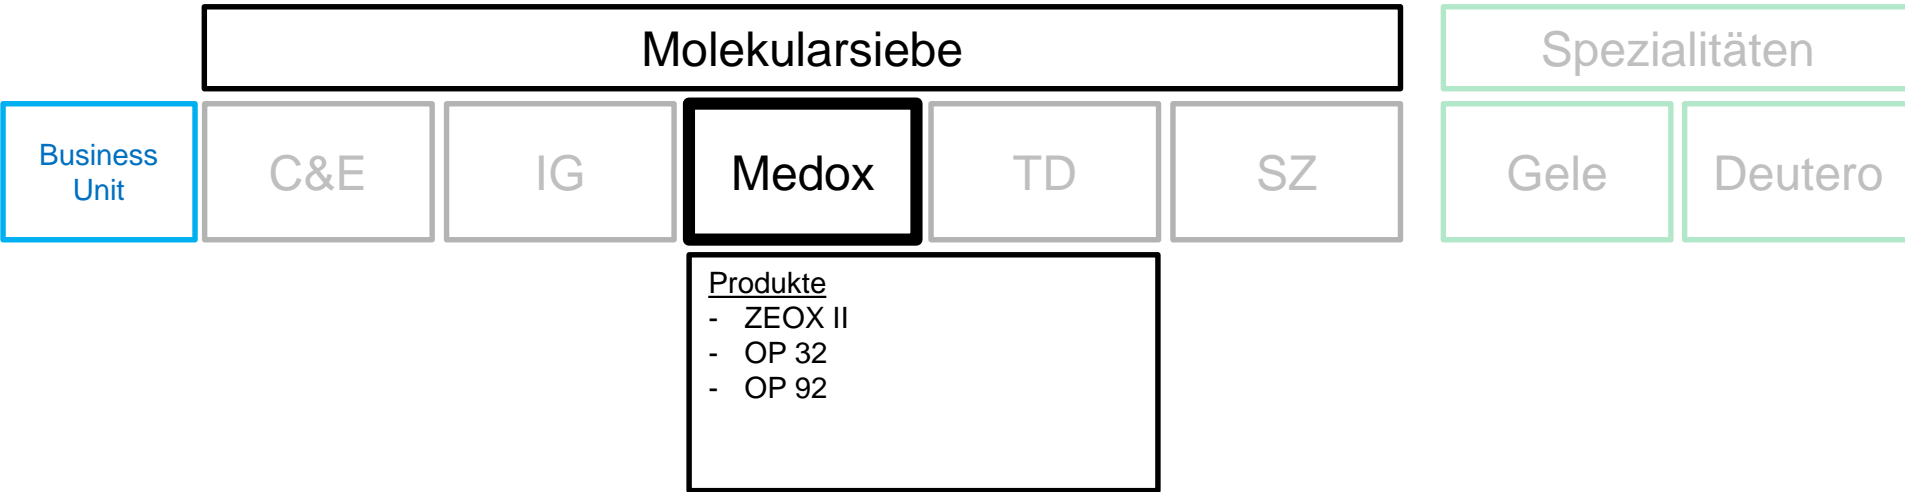 Molekularsiebe
Spezialitäten
Business
Unit
C&E
IG
Medox
TD
SZ
Gele
Deutero
Produkte
- ZEOX II
- OP 32
- OP 92